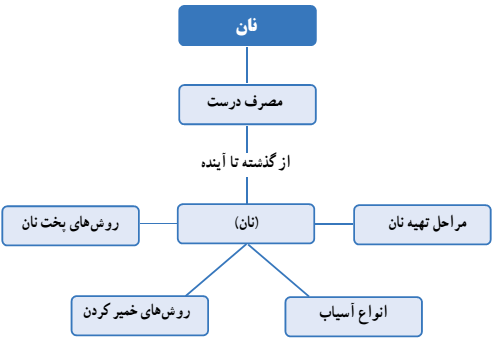 نان
مصرف درست
از گذشته تا آینده
مراحل تهیه نان
(نان)
روش‌های پخت نان
انواع آسیاب
روش‌های خمیر کردن